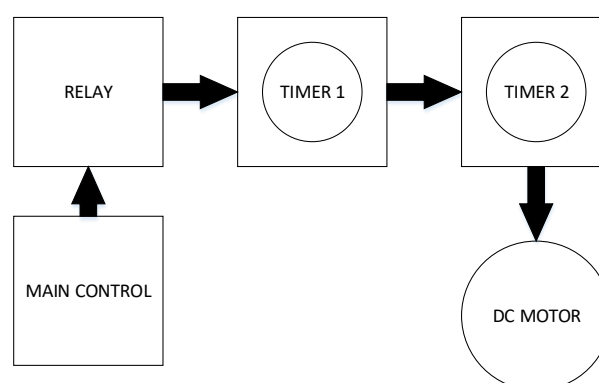 RELAY
TIMER 1
TIMER 2
MAIN CONTROL
DC MOTOR